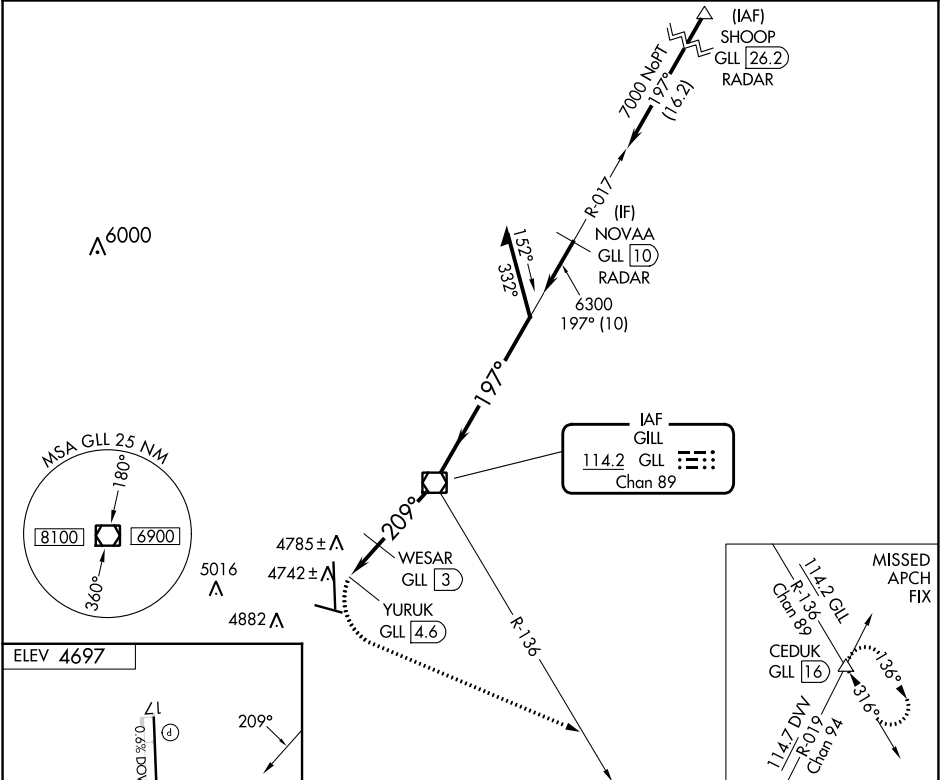 (IAF)
SHOOP
GLL 26.2
RADAR
7000 NoPT
197°
(16.2)
R-017
(IF)
NOVAA
GLL 10
RADAR
6000
152°
332°
6300
197° (10)
197°
IAF
GILL
114.2 GLL
Chan 89
MSA GLL 25 NM
180°
8100
6900
360°
209°
4785±
4742±
WESAR
GLL 3
5016
4882
YURUK
GLL 4.6
R-136
MISSED
APCH
FIX
114.2 GLL
R-136
Chan 89
CEDUK
GLL 16
136°
316°
114.7 DVV
R-019
Chan 94
ELEV 4697
17
P
209°